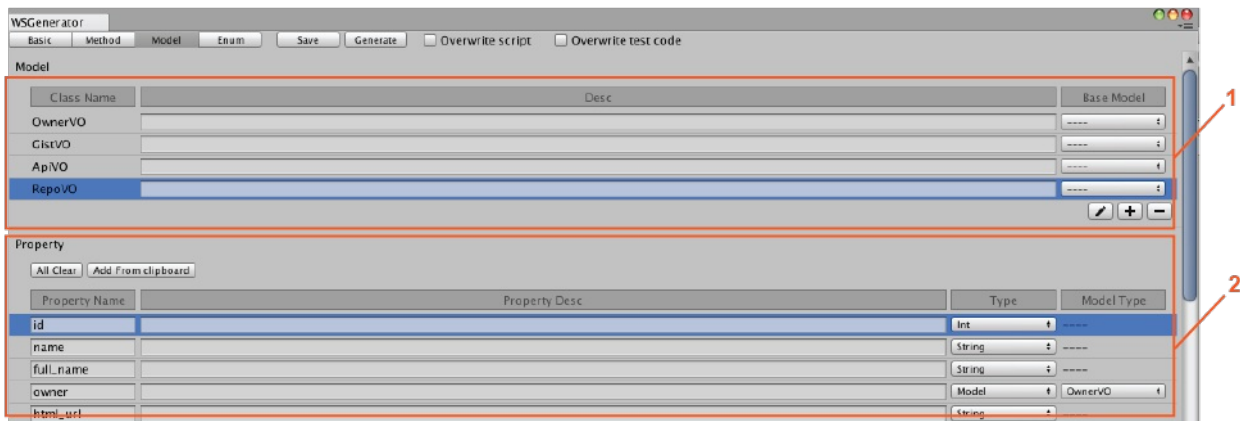 WSGenerator
Basic Method Model Enum Save Generate Overwrite script Overwrite test code
Model
Class Name Desc Base Model
1
OwnerVO ----
GistVO ----
ApiVO ----
RepoVO ----
Property
All Clear Add From clipboard
2
Property Name Property Desc Type Model Type
id Int ----
name String ----
full_name String ----
owner Model OwnerVO
html_url String ----